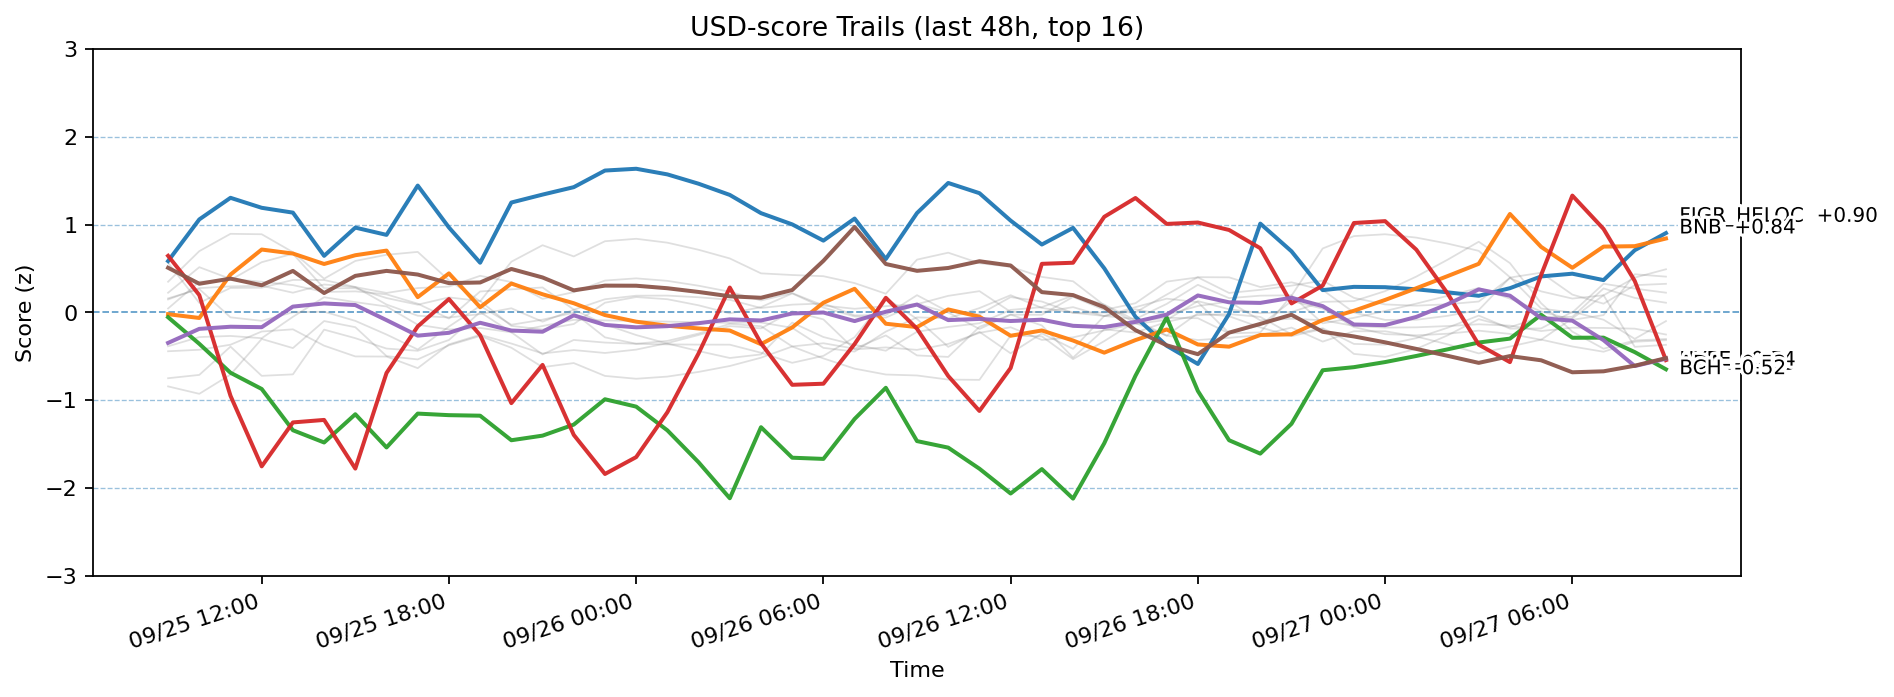 USD-score Trails (last 48h, top 16)
3
2
1
0
−1
−2
−3
Score (z)
FIGR_HELOC +0.90
BNB +0.84
BCH -0.52
09/25 12:00
09/25 18:00
09/26 00:00
09/26 06:00
09/26 12:00
09/26 18:00
09/27 00:00
09/27 06:00
Time